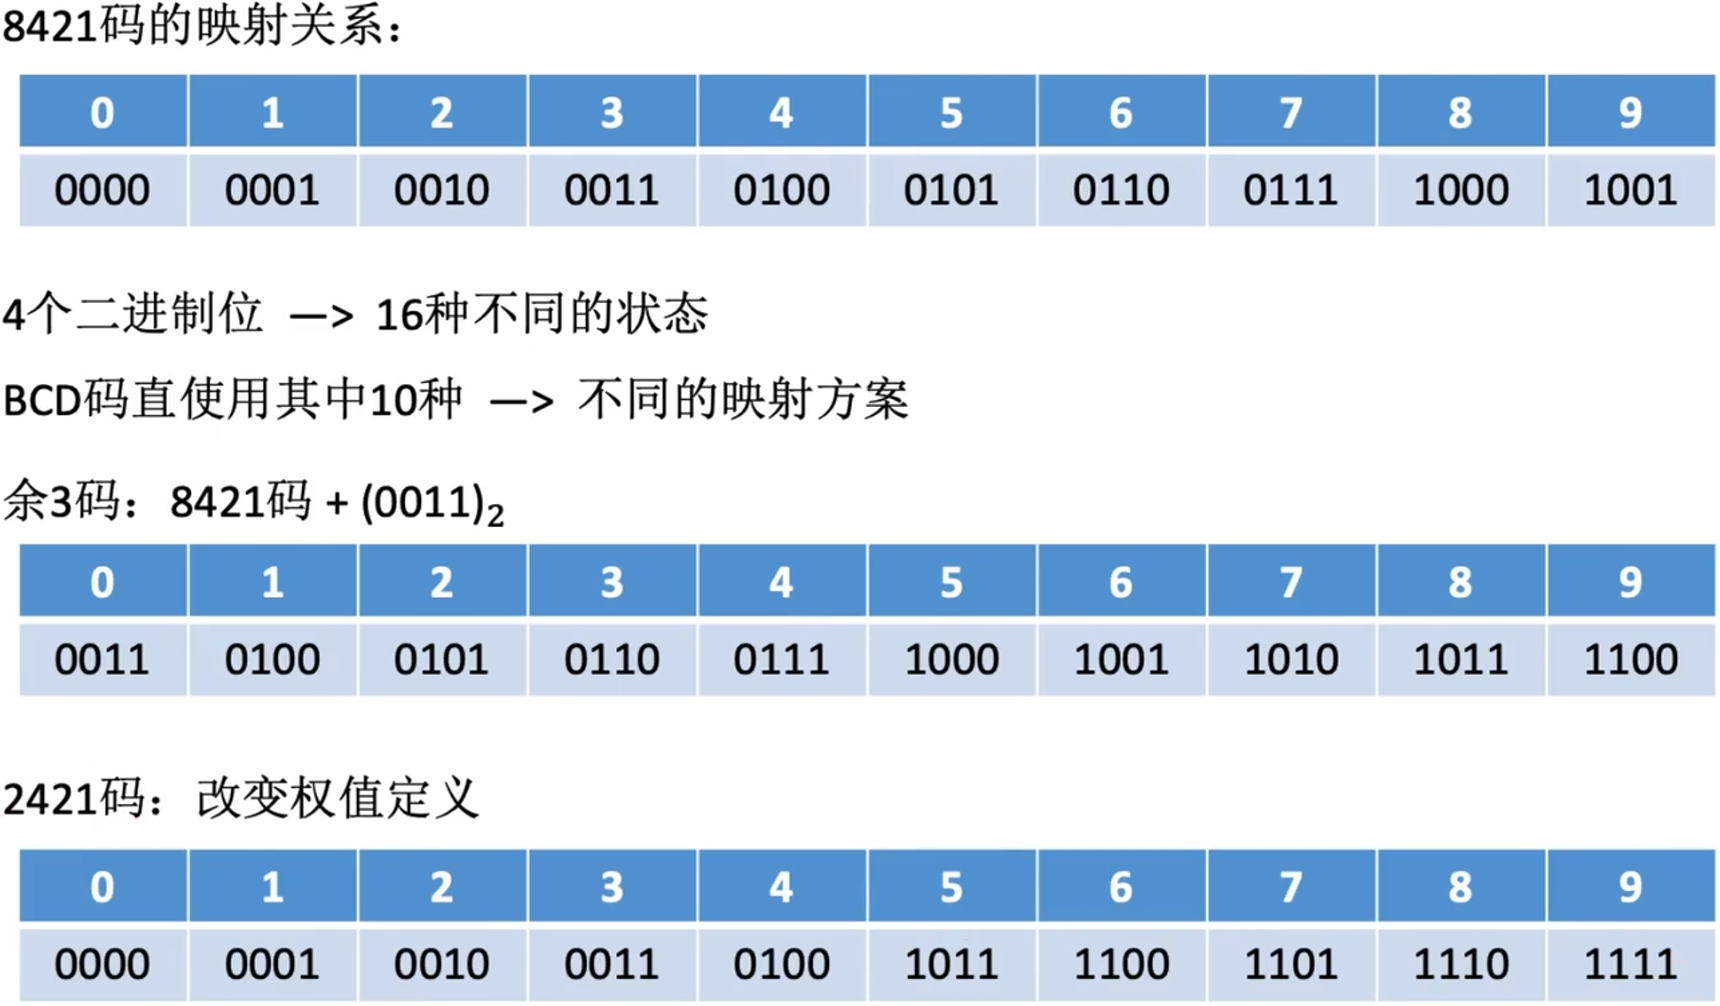 8421码的映射关系：
0 1 2 3 4 5 6 7 8 9
0000 0001 0010 0011 0100 0101 0110 0111 1000 1001
4个二进制位 —> 16种不同的状态
BCD码直使用其中10种 —> 不同的映射方案
余3码：8421码 + (0011)₂
0 1 2 3 4 5 6 7 8 9
0011 0100 0101 0110 0111 1000 1001 1010 1011 1100
2421码：改变权值定义
0 1 2 3 4 5 6 7 8 9
0000 0001 0010 0011 0100 1011 1100 1101 1110 1111